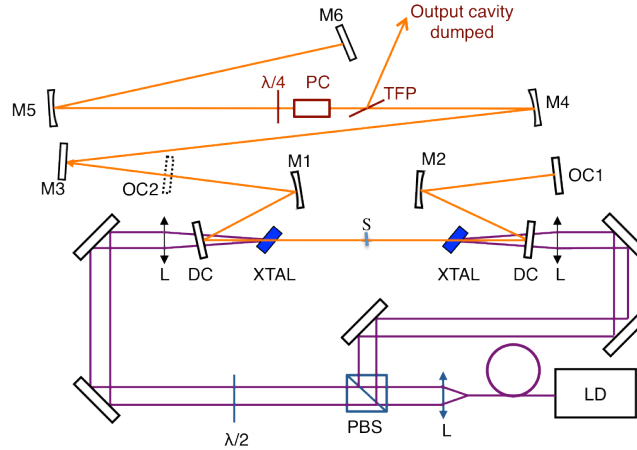 M6
Output cavity
dumped
λ/4
PC
TFP
M5
M4
M3
OC2
M1
M2
OC1
S
L
DC
XTAL
XTAL
DC
L
λ/2
PBS
L
LD